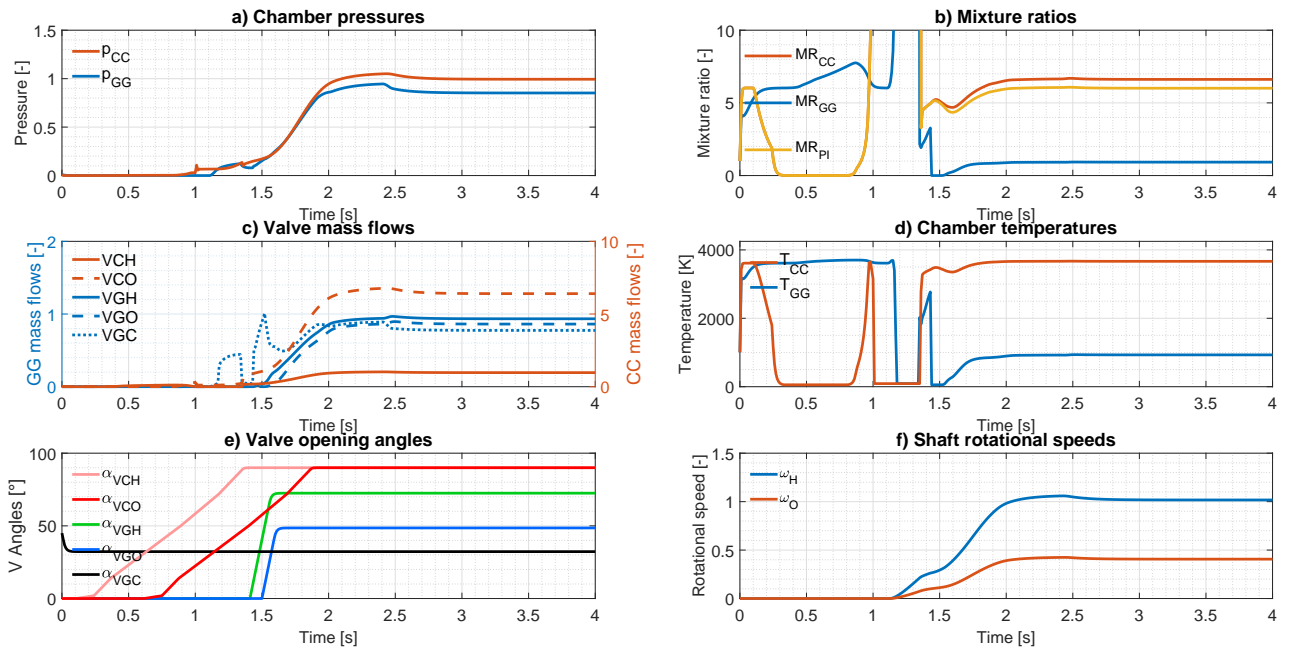 a) Chamber pressures
Pressure [-]
1.5
1
0.5
0
p_CC
p_GG
0 0.5 1 1.5 2 2.5 3 3.5 4
Time [s]
b) Mixture ratios
Mixture ratio [-]
10
5
0
MR_CC
MR_GG
MR_PI
0 0.5 1 1.5 2 2.5 3 3.5 4
Time [s]
c) Valve mass flows
GG mass flows [-]
2
1
0
VCH
VCO
VGH
VGO
VGC
10
5
0
CC mass flows [-]
0 0.5 1 1.5 2 2.5 3 3.5 4
d) Chamber temperatures
Temperature [K]
4000
2000
0
T_CC
T_GG
0 0.5 1 1.5 2 2.5 3 3.5 4
e) Valve opening angles
V Angles [°]
100
50
0
α_VCH
α_VCO
α_VGH
α_VGO
α_VGC
0 0.5 1 1.5 2 2.5 3 3.5 4
Time [s]
f) Shaft rotational speeds
Rotational speed [-]
1.5
1
0.5
0
ω_H
ω_O
0 0.5 1 1.5 2 2.5 3 3.5 4
Time [s]